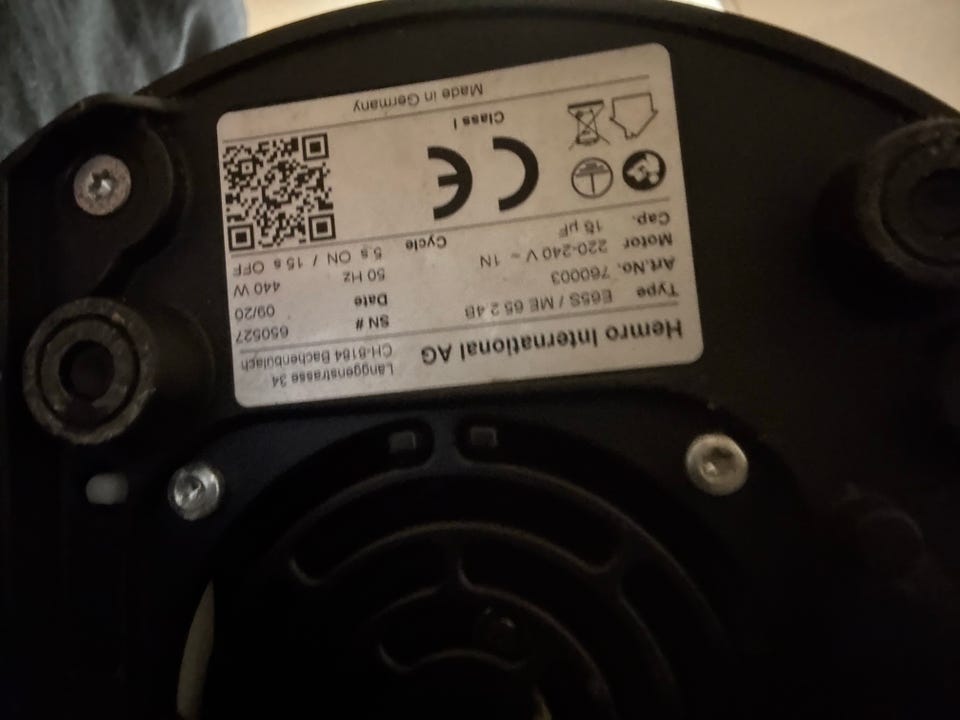 Hemro International AG
Länggenstrasse 34
CH-8184 Bachenbülach
Type E65S / ME 65 2.4B
SN # 650527
Art.No. 760003
Date 09/20
Motor 220-240 V ~ 1N
50 Hz 440 W
Cap. 16 µF
Cycle 5 s ON / 15 s OFF
Class I
CE
Made in Germany